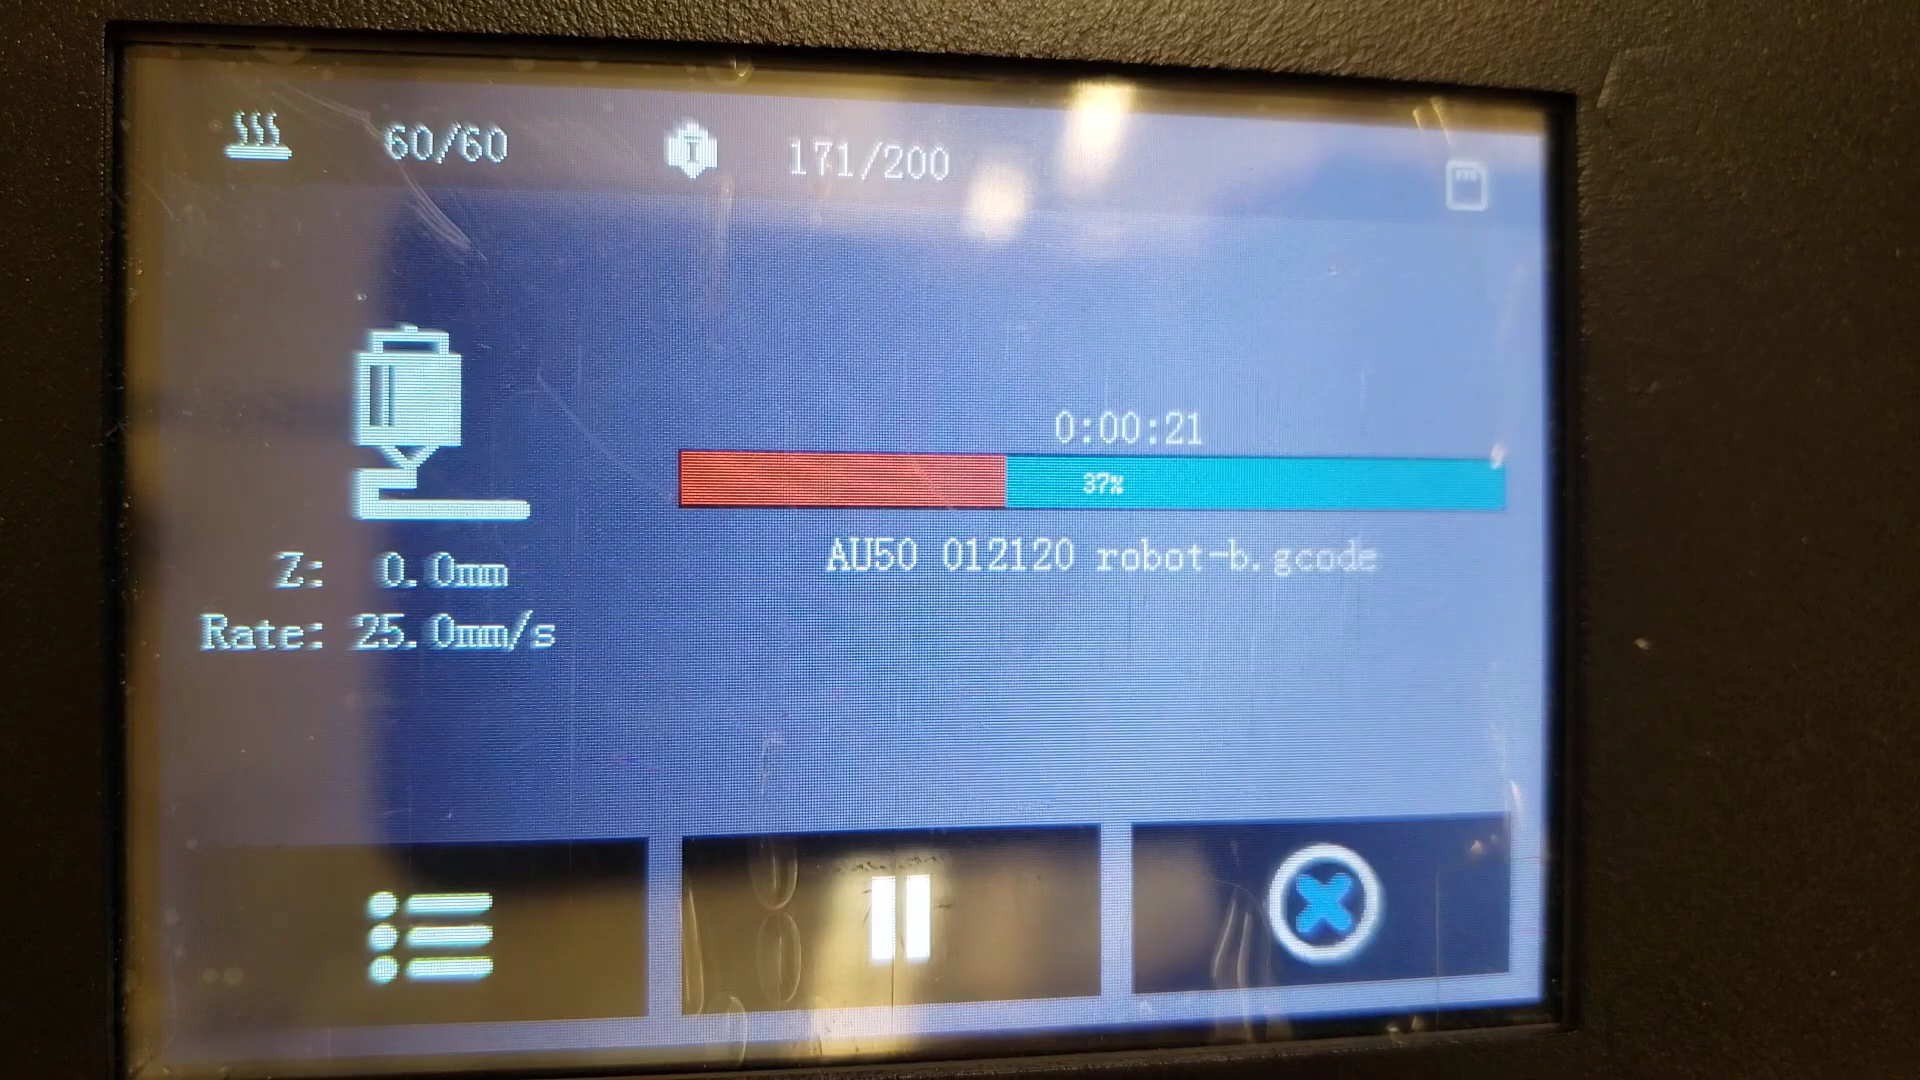 60/60 171/200
0:00:21
37%
AU50 012120 robot-b.gcode
Z: 0.0mm
Rate: 25.0mm/s